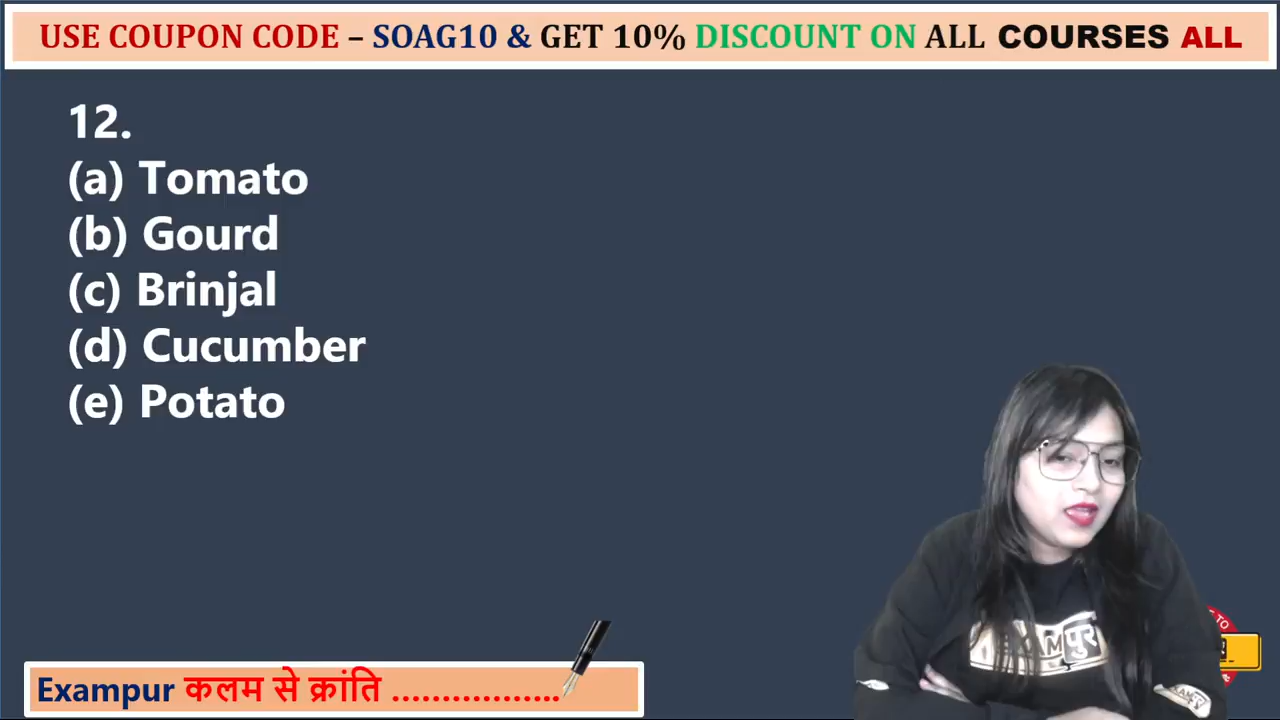 USE COUPON CODE – SOAG10 & GET 10% DISCOUNT ON ALL COURSES ALL
12.
(a) Tomato
(b) Gourd
(c) Brinjal
(d) Cucumber
(e) Potato
Exampur कलम से क्रांति ……………..